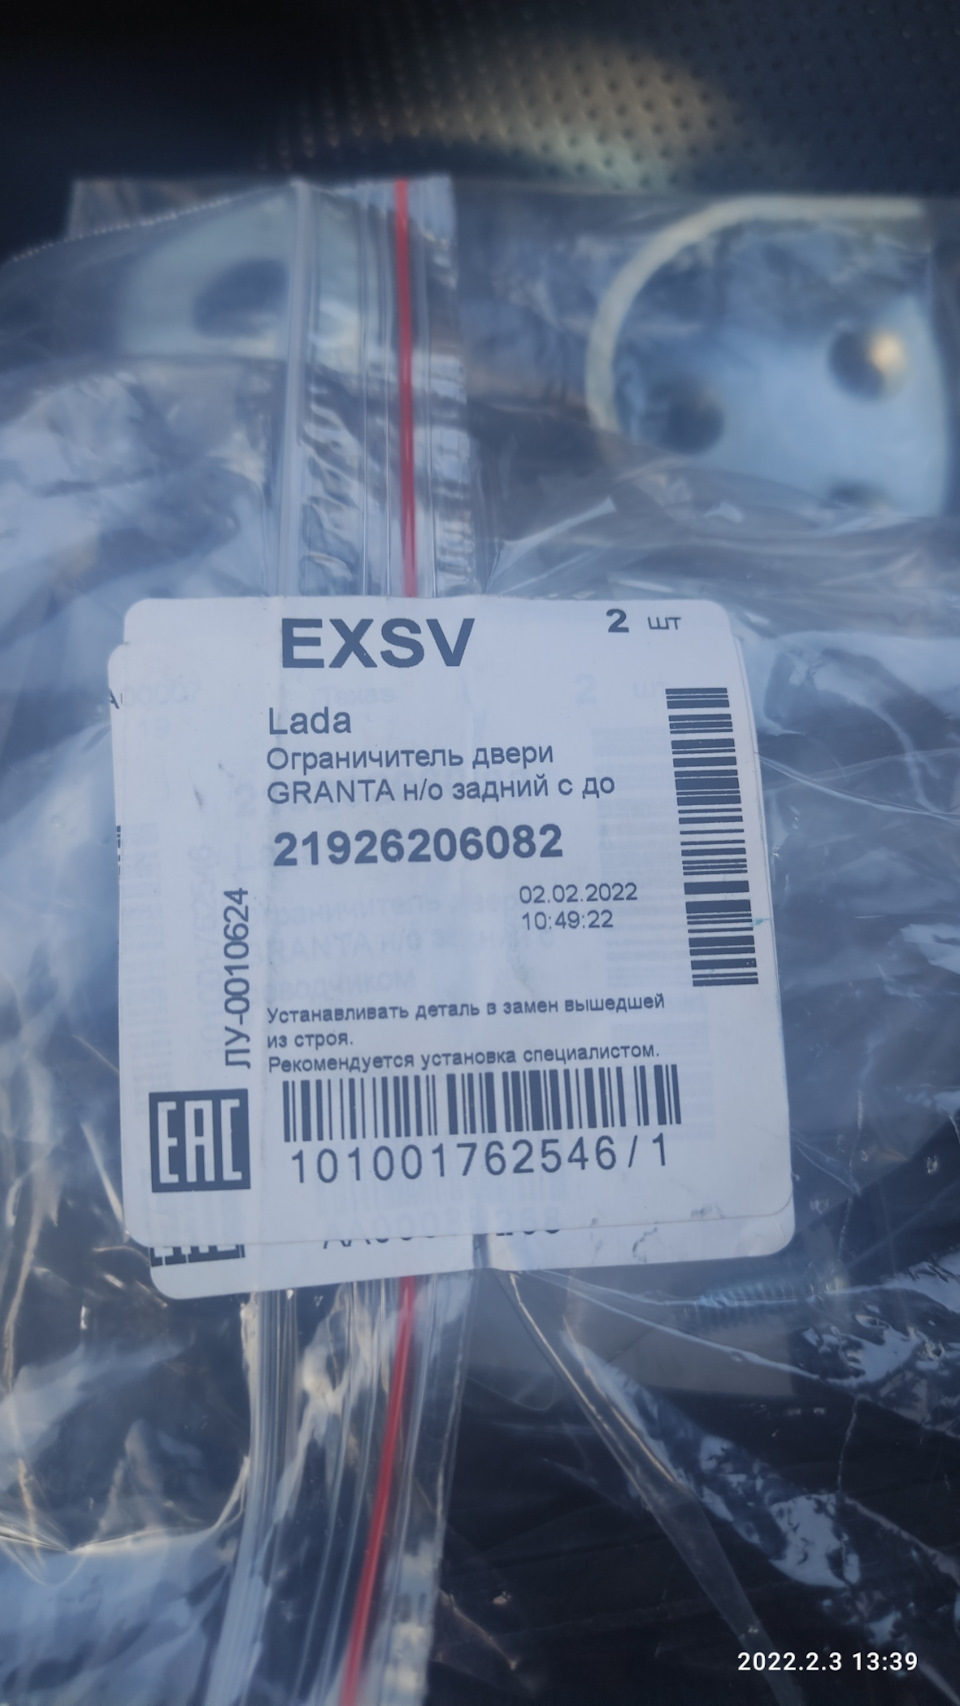 EXSV
2 шт
Lada
Ограничитель двери
GRANTA н/о задний с до
21926206082
02.02.2022
10:49:22
ЛУ-0010624
Устанавливать деталь в замен вышедшей
из строя.
Рекомендуется установка специалистом.
EAC
101001762546/1
2022.2.3 13:39